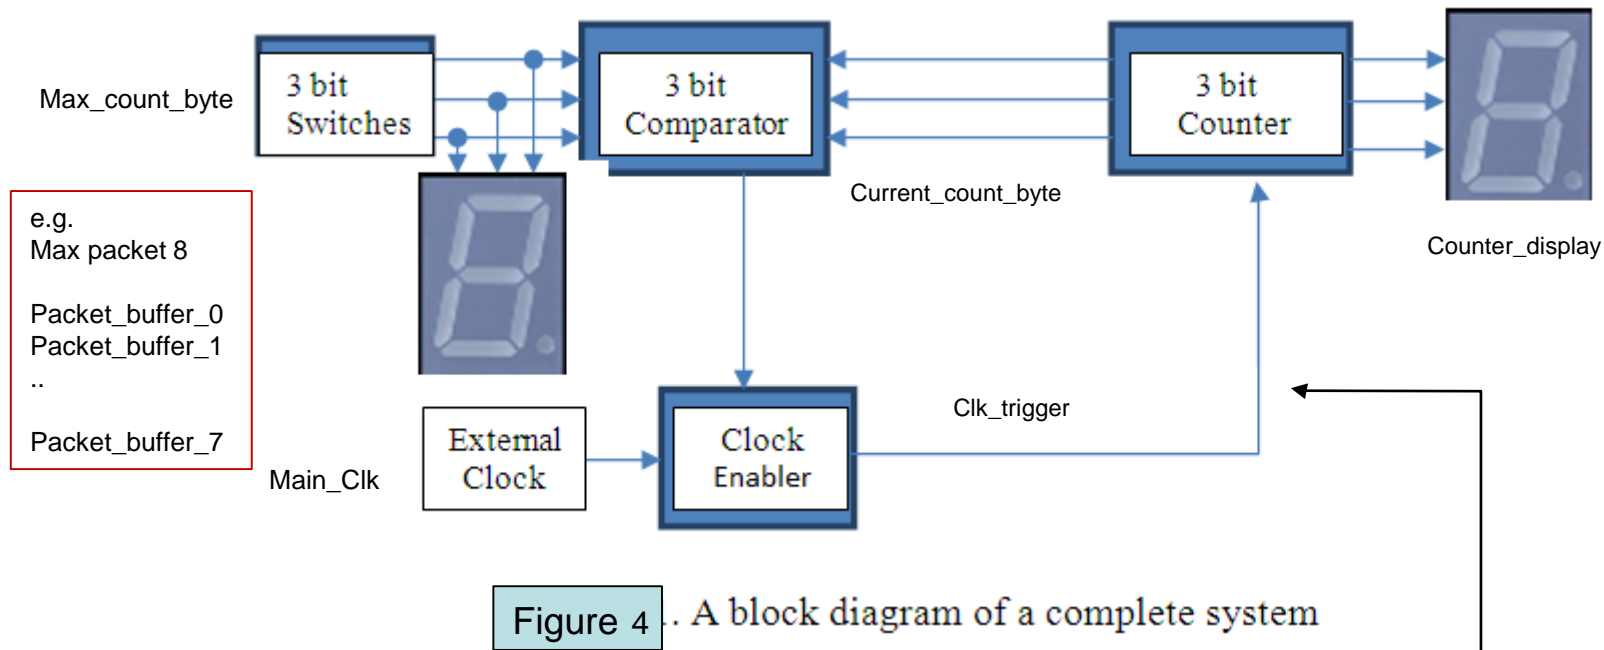 Max_count_byte
3 bit
Switches
3 bit
Comparator
3 bit
Counter
Current_count_byte
Counter_display
e.g.
Max packet 8
Packet_buffer_0
Packet_buffer_1
..
Packet_buffer_7
Clk_trigger
External
Clock
Clock
Enabler
Main_Clk
Figure 4 . A block diagram of a complete system